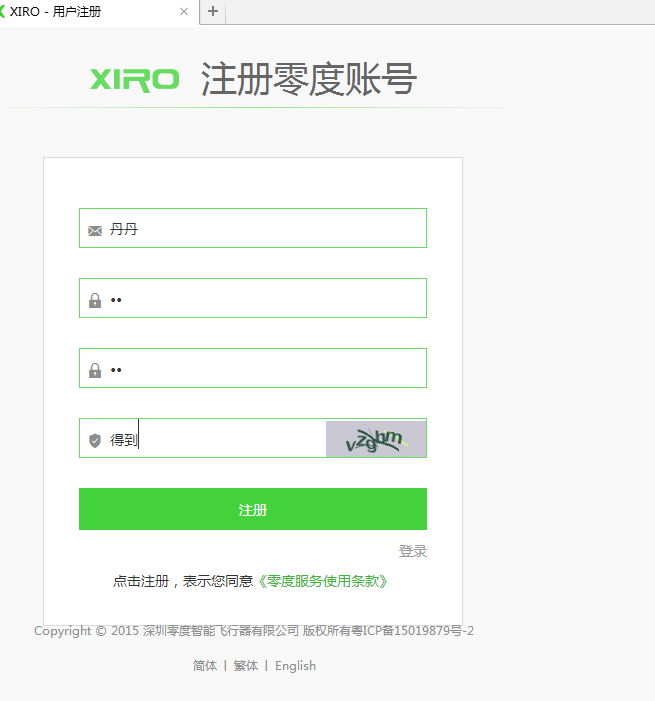 XIRO - 用户注册
XIRO 注册零度账号
丹丹
得到
vzghm
注册
登录
点击注册，表示您同意《零度服务使用条款》
Copyright © 2015 深圳零度智能飞行器有限公司 版权所有粤ICP备15019879号-2
简体 | 繁体 | English